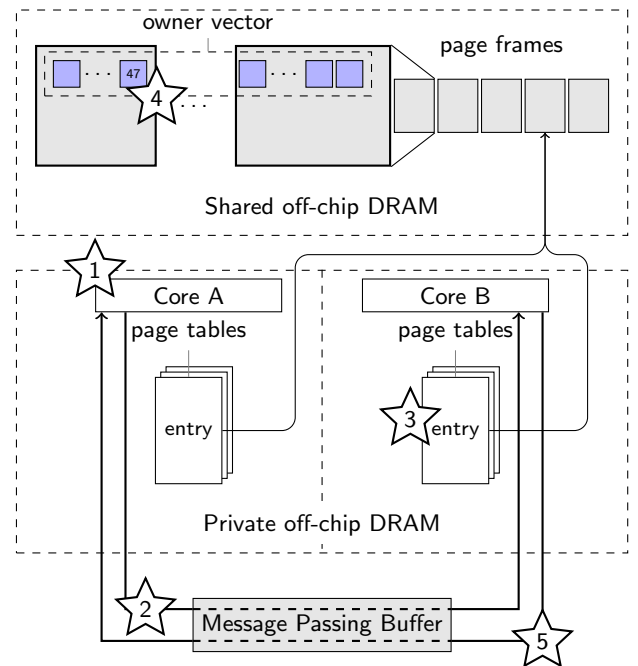 owner vector
page frames
· · · 47 · · ·
4 · · ·
Shared off-chip DRAM
1
Core A Core B
page tables page tables
3
entry entry
Private off-chip DRAM
2
Message Passing Buffer
5